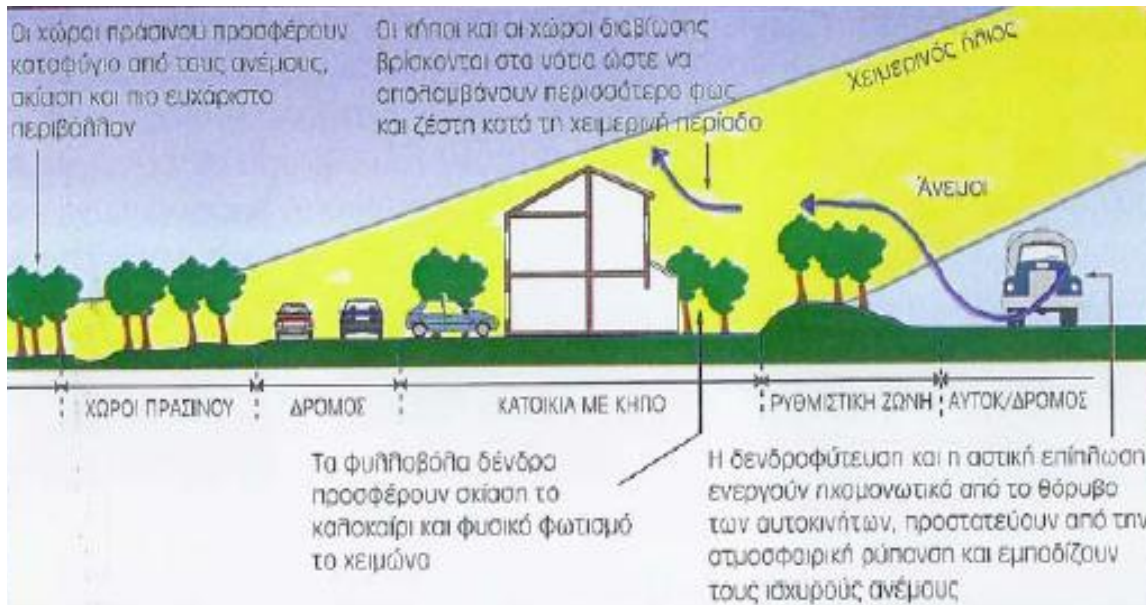 Οι χώροι πράσινου προσφέρουν
καταφύγιο από τους ανέμους,
σκίαση και πιο ευχάριστο
περιβάλλον
Οι κήποι και οι χώροι διαβίωσης
βρίσκονται στα νότια ώστε να
απολαμβάνουν περισσότερο φως
και ζέστη κατά τη χειμερινή περίοδο
Χειμερινός ήλιος
Άνεμοι
ΧΩΡΟΙ ΠΡΑΣΙΝΟΥ
ΔΡΟΜΟΣ
ΚΑΤΟΙΚΙΑ ΜΕ ΚΗΠΟ
ΡΥΘΜΙΣΤΙΚΗ ΖΩΝΗ
ΑΥΤΟΚ/ΔΡΟΜΟΣ
Τα φυλλοβόλα δένδρα
προσφέρουν σκίαση το
καλοκαίρι και φυσικό φωτισμό
το χειμώνα
Η δενδροφύτευση και η αστική επίπλωση
ενεργούν ηχομονωτικά από το θόρυβο
των αυτοκινήτων, προστατεύουν από την
ατμοσφαιρική ρύπανση και εμποδίζουν
τους ισχυρούς ανέμους